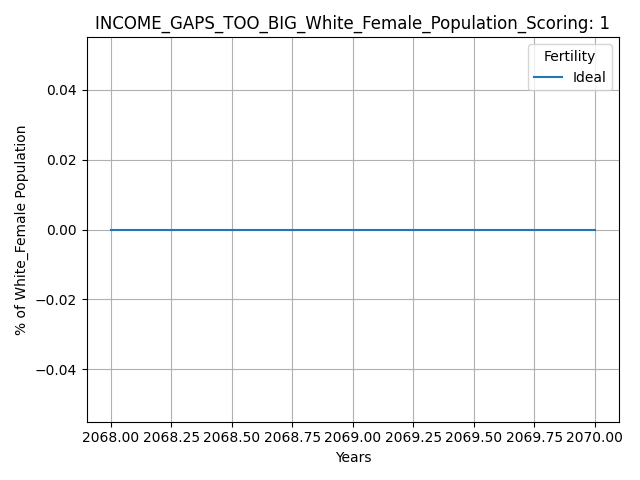 INCOME_GAPS_TOO_BIG_White_Female_Population_Scoring: 1
Fertility
Ideal
0.04
0.02
0.00
−0.02
−0.04
% of White_Female Population
2068.00 2068.25 2068.50 2068.75 2069.00 2069.25 2069.50 2069.75 2070.00
Years